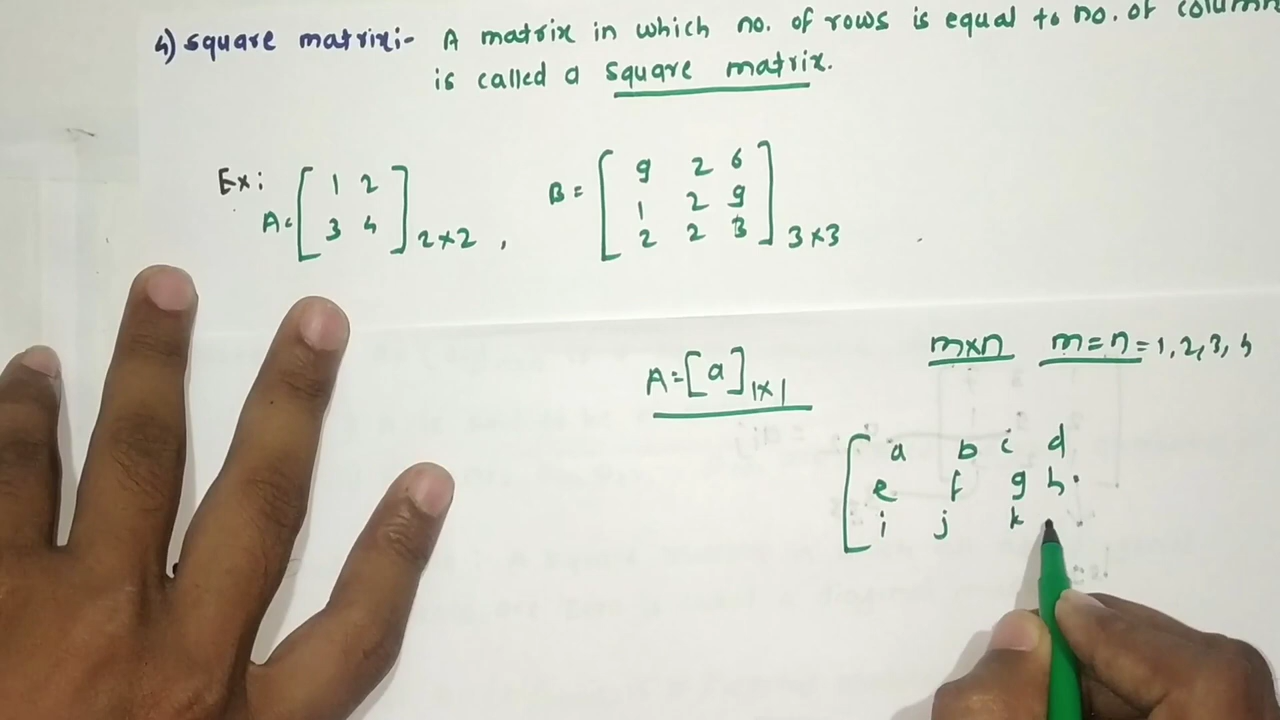 4) square matrix:- A matrix in which no. of rows is equal to no. of column
is called a square matrix.
Ex:
A= [ 1 2
3 4 ] 2×2 ,
B = [ 9 2 6
1 2 9
2 2 3 ] 3×3
m×n m=n=1,2,3,4
A=[a]1×1
[ a b c d
e f g h
i j k